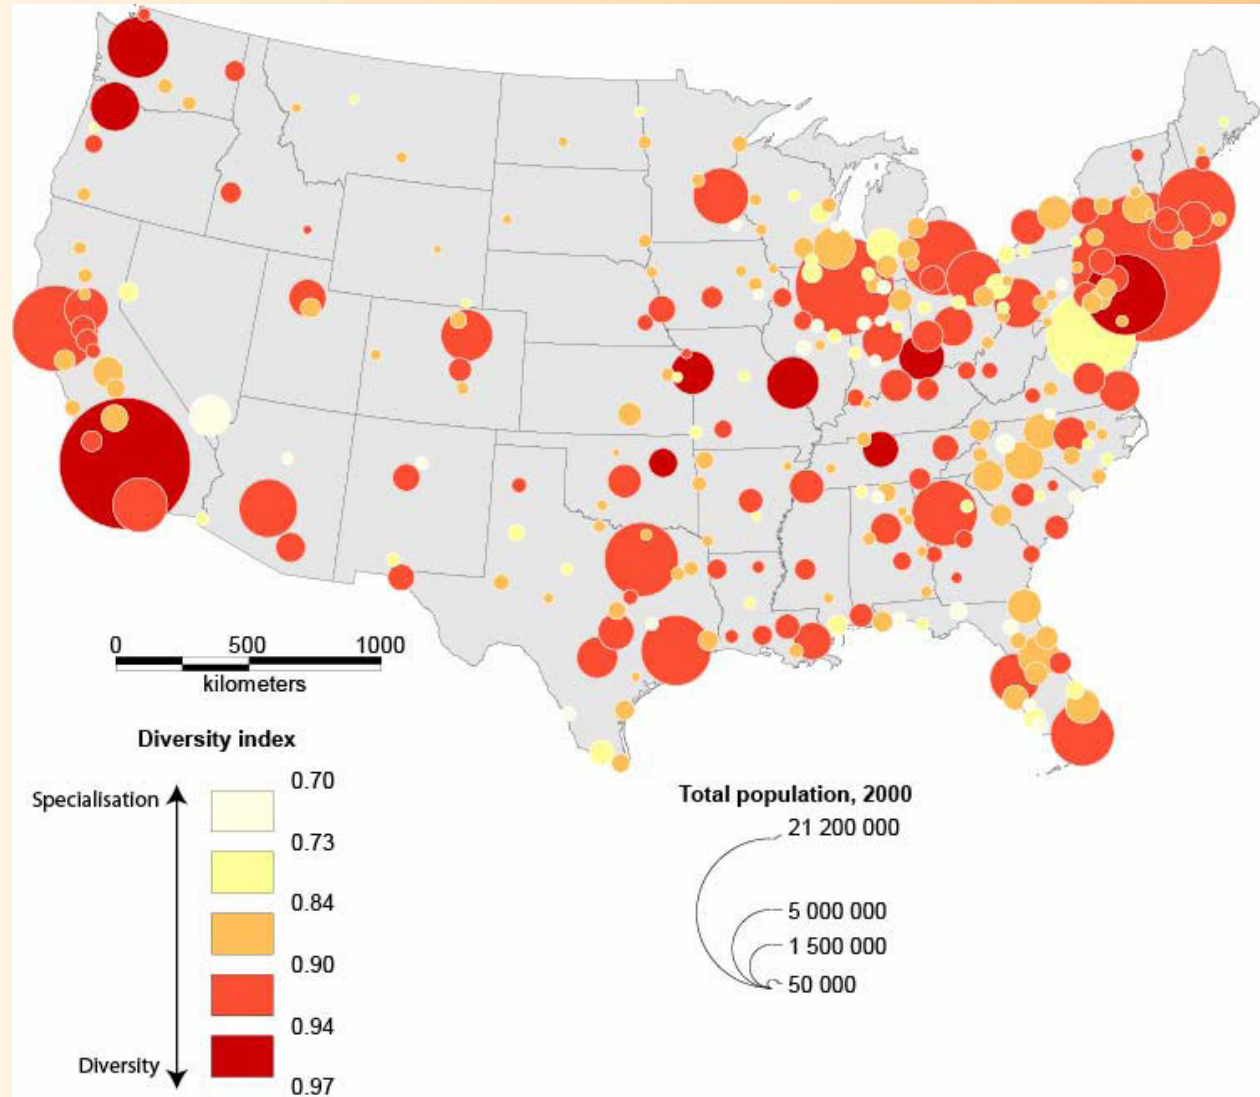 0 500 1000
kilometers
Diversity index
Specialisation
0.70
0.73
0.84
0.90
0.94
Diversity
0.97
Total population, 2000
21 200 000
5 000 000
1 500 000
50 000